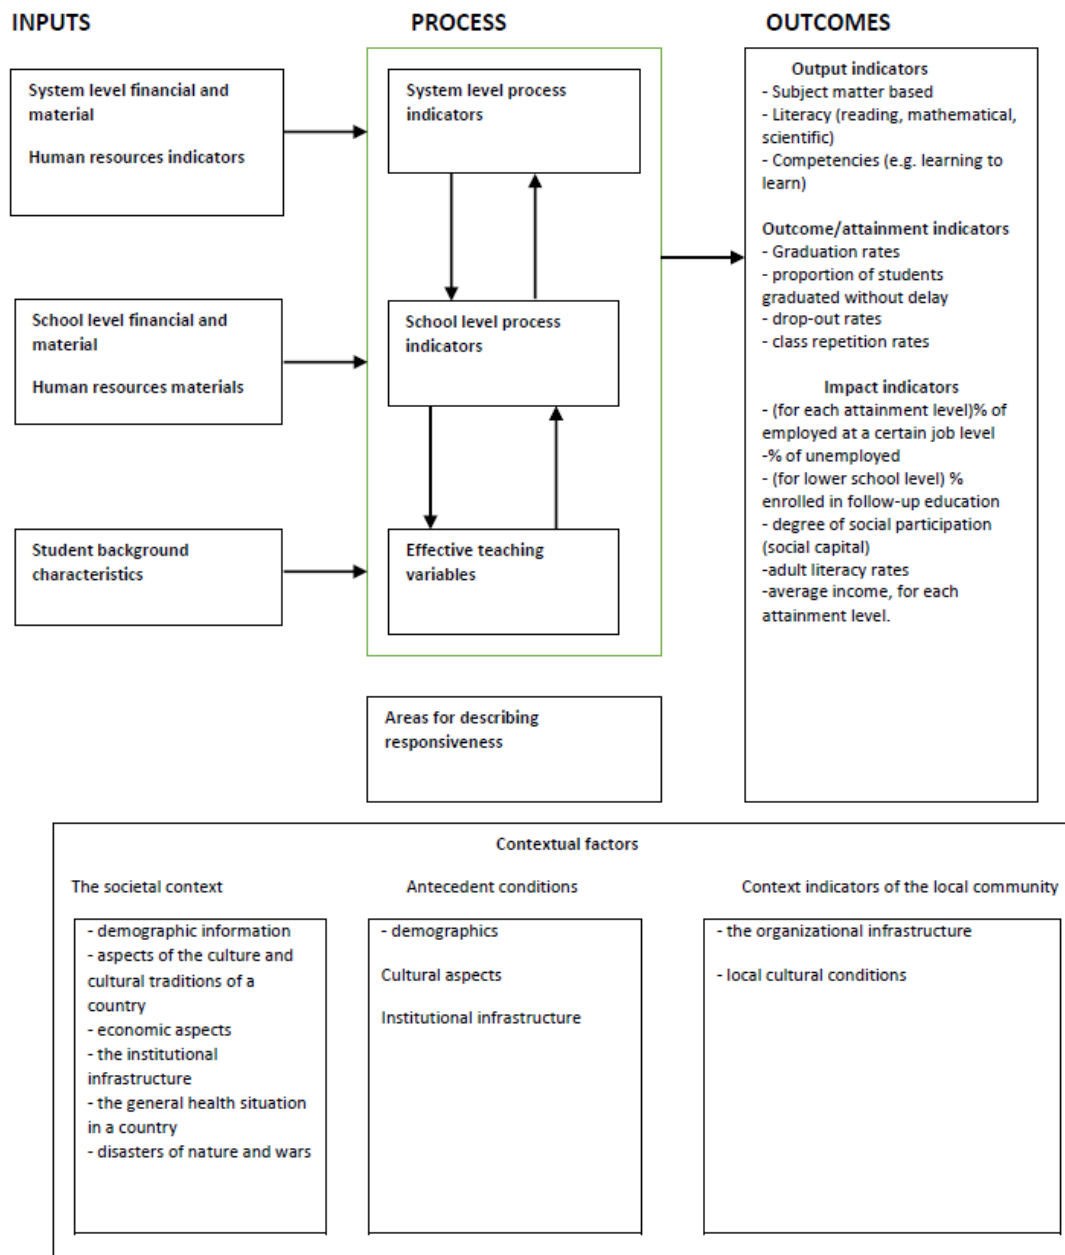 INPUTS
PROCESS
OUTCOMES
System level financial and
material
Human resources indicators
School level financial and
material
Human resources materials
Student background
characteristics
System level process
indicators
School level process
indicators
Effective teaching
variables
Areas for describing
responsiveness
Output indicators
- Subject matter based
- Literacy (reading, mathematical,
scientific)
- Competencies (e.g. learning to
learn)
Outcome/attainment indicators
- Graduation rates
- proportion of students
graduated without delay
- drop-out rates
- class repetition rates
Impact indicators
- (for each attainment level)% of
employed at a certain job level
-% of unemployed
- (for lower school level) %
enrolled in follow-up education
- degree of social participation
(social capital)
-adult literacy rates
-average income, for each
attainment level.
Contextual factors
The societal context
- demographic information
- aspects of the culture and
cultural traditions of a
country
- economic aspects
- the institutional
infrastructure
- the general health situation
in a country
- disasters of nature and wars
Antecedent conditions
- demographics
Cultural aspects
Institutional infrastructure
Context indicators of the local community
- the organizational infrastructure
- local cultural conditions